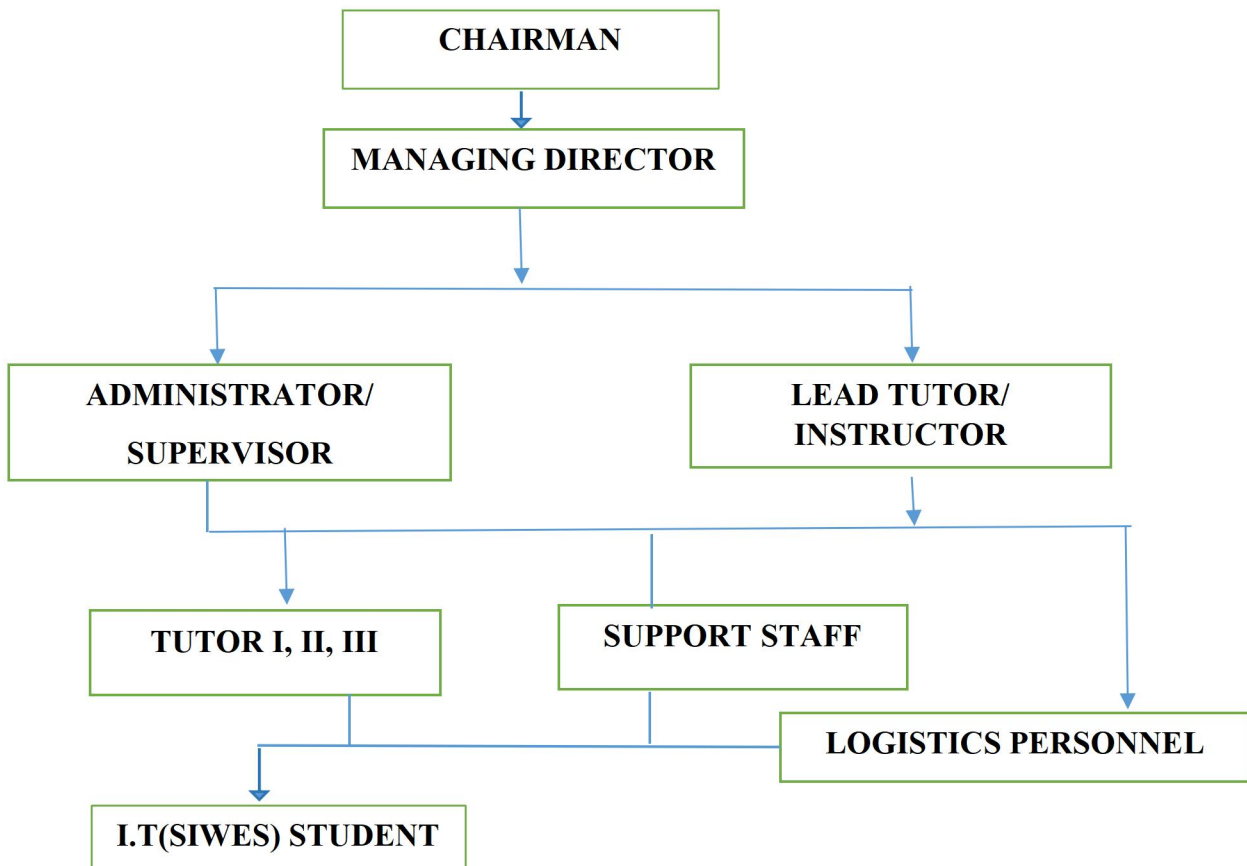 CHAIRMAN
MANAGING DIRECTOR
ADMINISTRATOR/
SUPERVISOR
LEAD TUTOR/
INSTRUCTOR
TUTOR I, II, III
SUPPORT STAFF
LOGISTICS PERSONNEL
I.T(SIWES) STUDENT